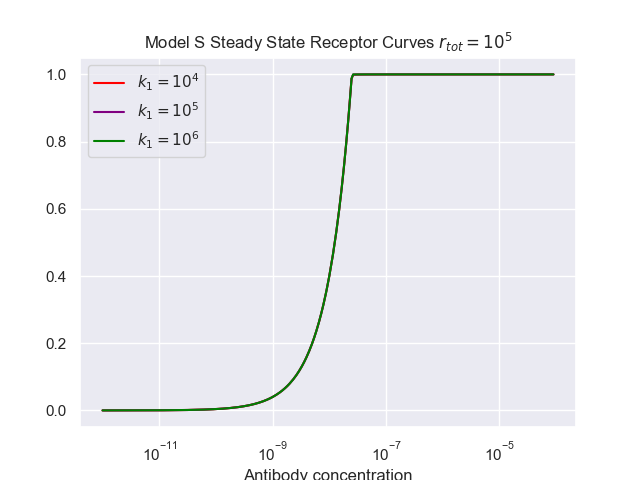 Model S Steady State Receptor Curves $r_{tot} = 10^5$
1.0
0.8
0.6
0.4
0.2
0.0
$k_1 = 10^4$
$k_1 = 10^5$
$k_1 = 10^6$
$10^{-11}$ $10^{-9}$ $10^{-7}$ $10^{-5}$
Antibody concentration